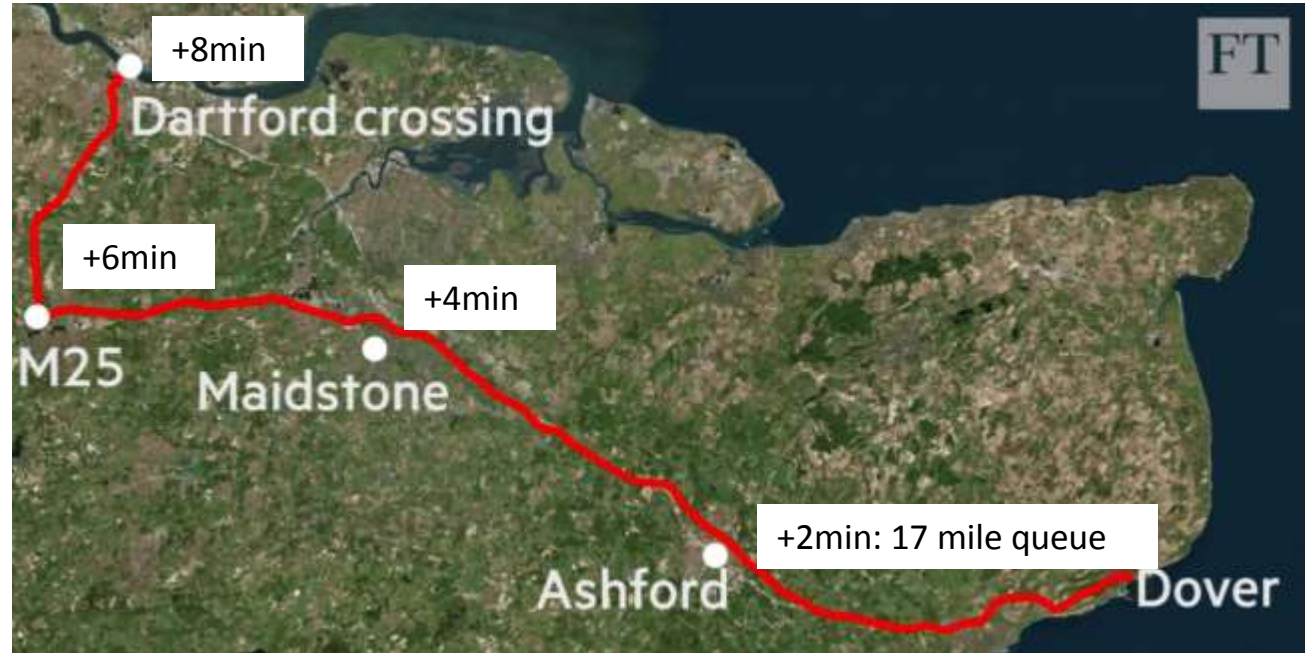 +8min
FT
Dartford crossing
+6min
+4min
M25
Maidstone
+2min: 17 mile queue
Ashford
Dover